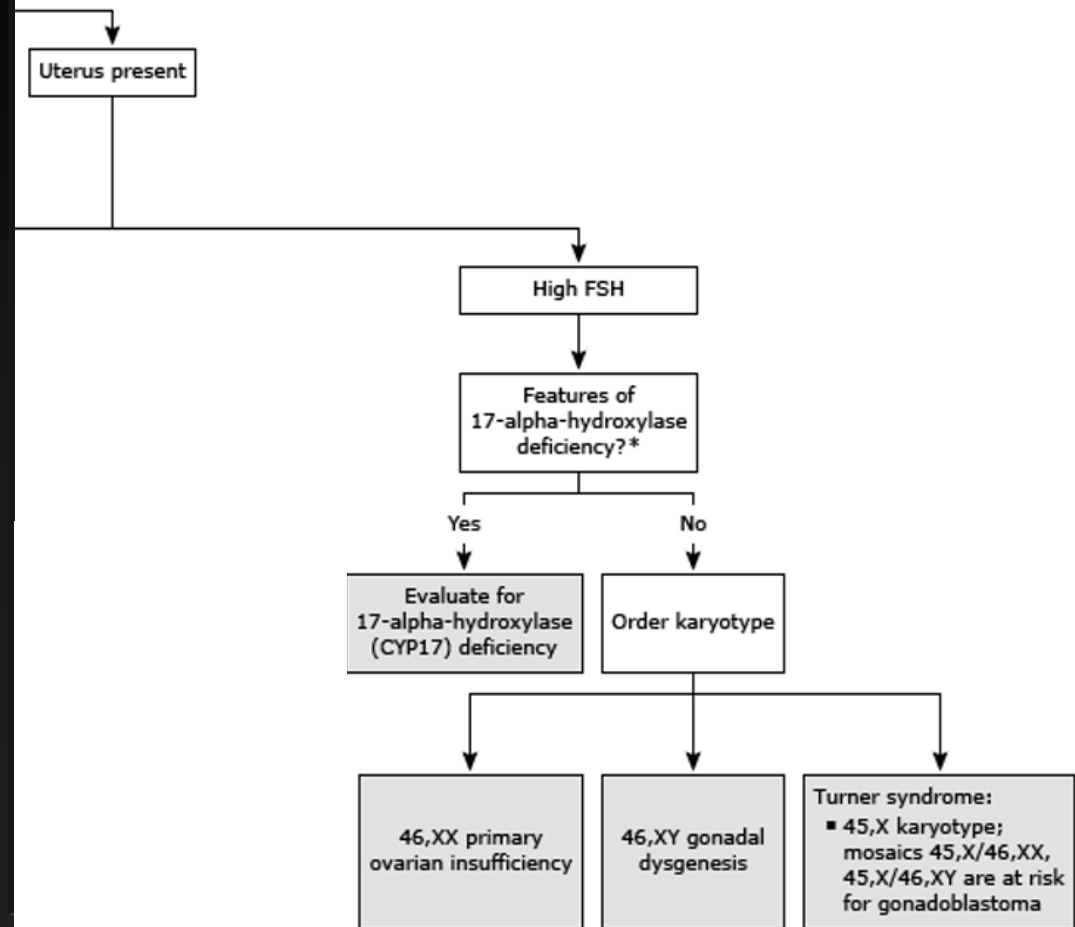 Uterus present
High FSH
Features of
17-alpha-hydroxylase
deficiency?*
Yes
No
Evaluate for
17-alpha-hydroxylase
(CYP17) deficiency
Order karyotype
46,XX primary
ovarian insufficiency
46,XY gonadal
dysgenesis
Turner syndrome:
▪ 45,X karyotype;
mosaics 45,X/46,XX,
45,X/46,XY are at risk
for gonadoblastoma